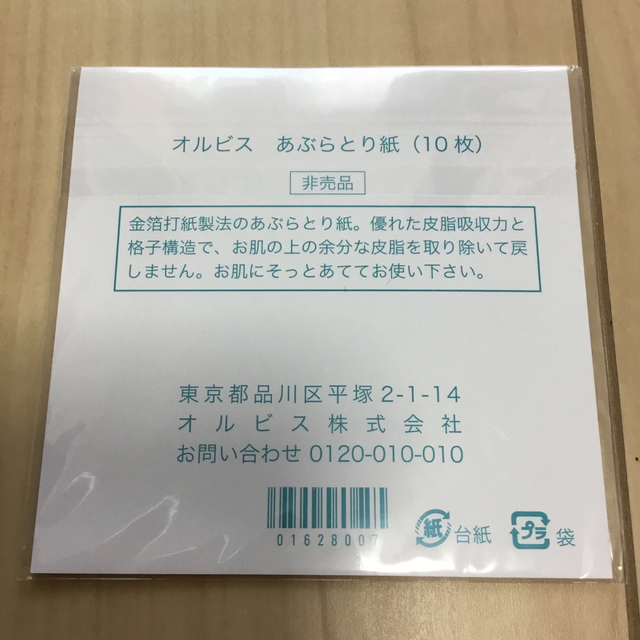 オルビス　あぶらとり紙（10枚）
非売品
金箔打紙製法のあぶらとり紙。優れた皮脂吸収力と
格子構造で、お肌の上の余分な皮脂を取り除いて戻
しません。お肌にそっとあててお使い下さい。
東京都品川区平塚2-1-14
オルビス株式会社
お問い合わせ 0120-010-010
01628007
紙 台紙
プラ 袋